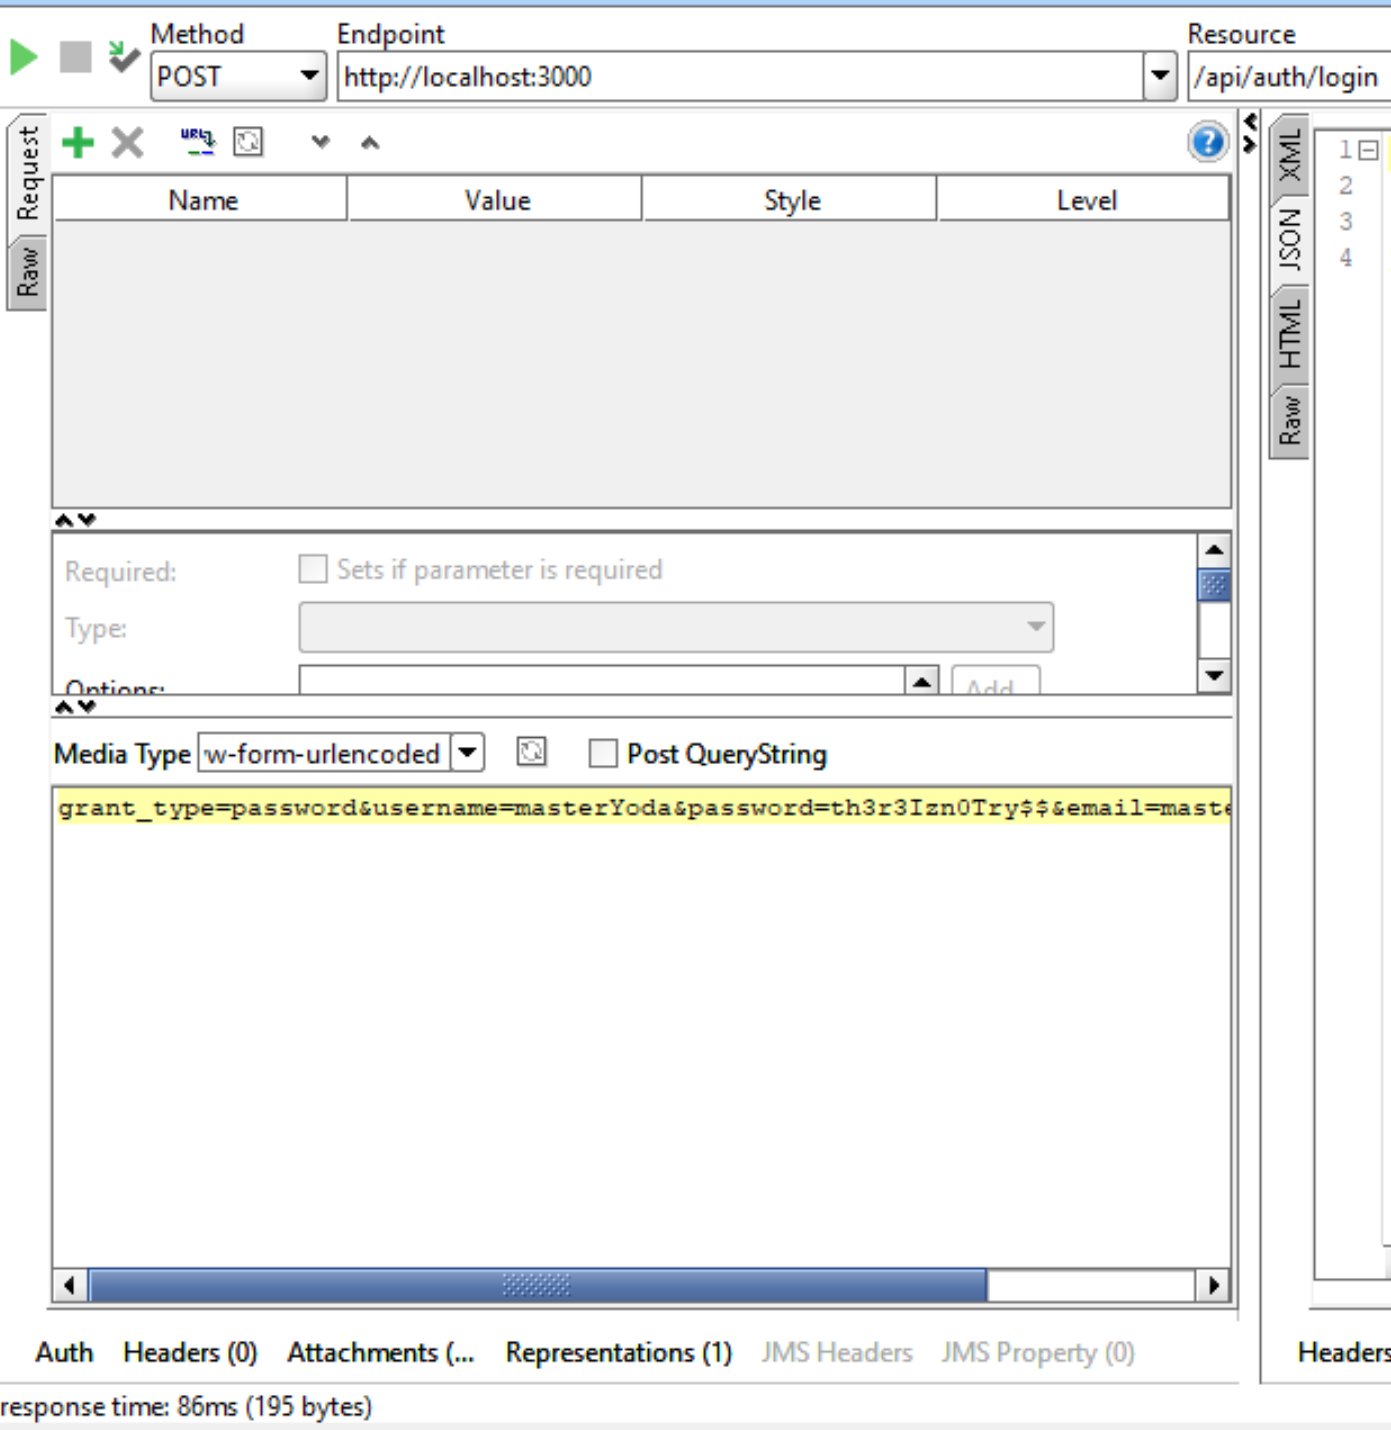 Method Endpoint Resource
POST http://localhost:3000 /api/auth/login
Request
Raw
URL
?
Name Value Style Level
XML
JSON
HTML
Raw
1
2
3
4
Required: Sets if parameter is required
Type:
Options: Add
Media Type w-form-urlencoded Post QueryString
grant_type=password&username=masterYoda&password=th3r3Izn0Try$$&email=maste
Auth Headers (0) Attachments (... Representations (1) JMS Headers JMS Property (0) Headers
response time: 86ms (195 bytes)